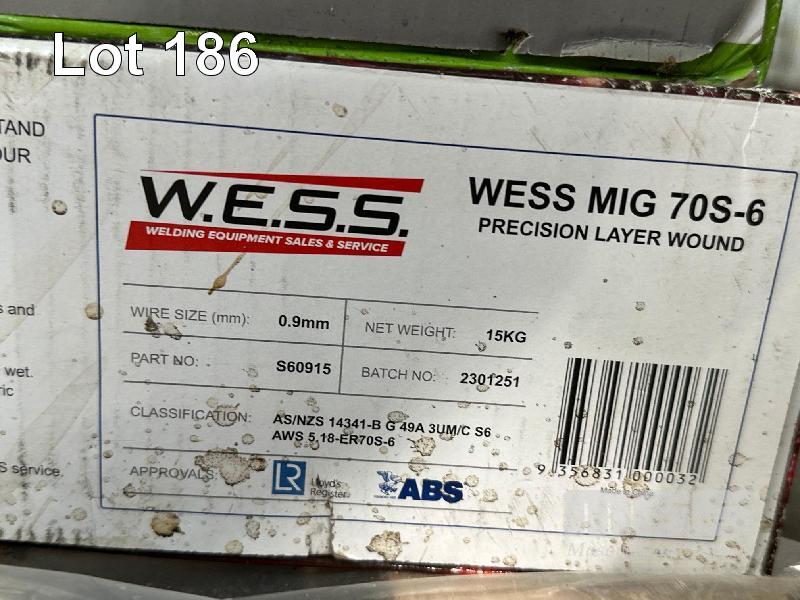 Lot 186
TAND
OUR
W.E.S.S.
WELDING EQUIPMENT SALES & SERVICE
WESS MIG 70S-6
PRECISION LAYER WOUND
s and
wet.
ric
S service.
WIRE SIZE (mm): 0.9mm
NET WEIGHT: 15KG
PART NO: S60915
BATCH NO: 2301251
CLASSIFICATION: AS/NZS 14341-B G 49A 3UM/C S6
AWS 5.18-ER70S-6
APPROVALS:
LR
Lloyd's
Register
ABS
9 356831 000032
Made in China